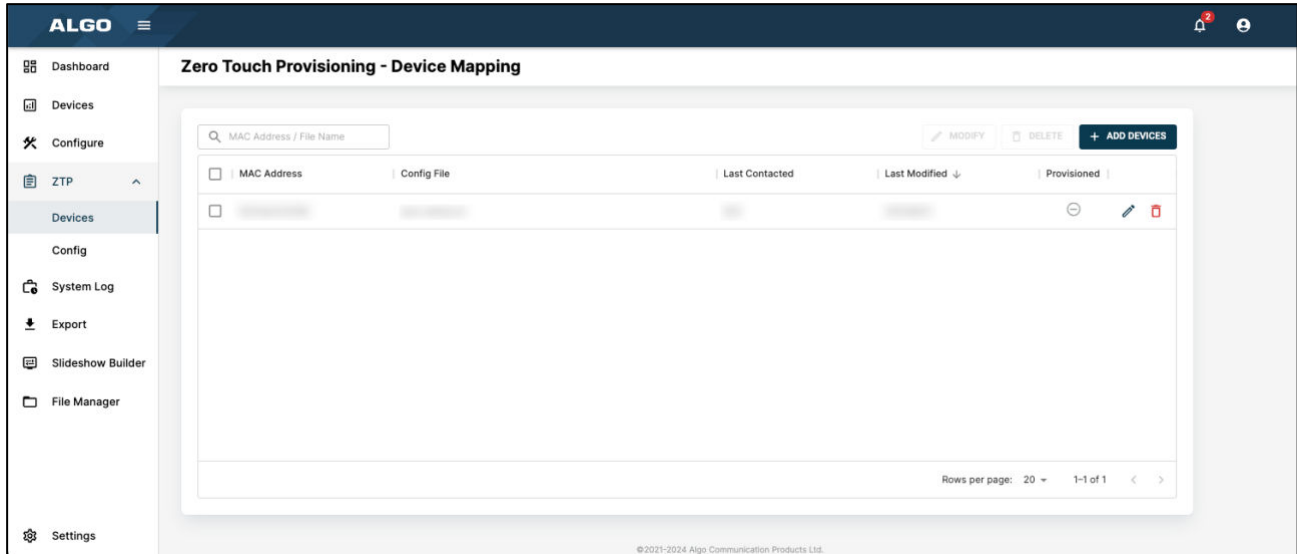 ALGO
2
Dashboard
Devices
Configure
ZTP
Devices
Config
System Log
Export
Slideshow Builder
File Manager
Settings
Zero Touch Provisioning - Device Mapping
MAC Address / File Name
MODIFY
DELETE
+ ADD DEVICES
MAC Address Config File Last Contacted Last Modified ↓ Provisioned
Rows per page: 20 1-1 of 1
©2021-2024 Algo Communication Products Ltd.